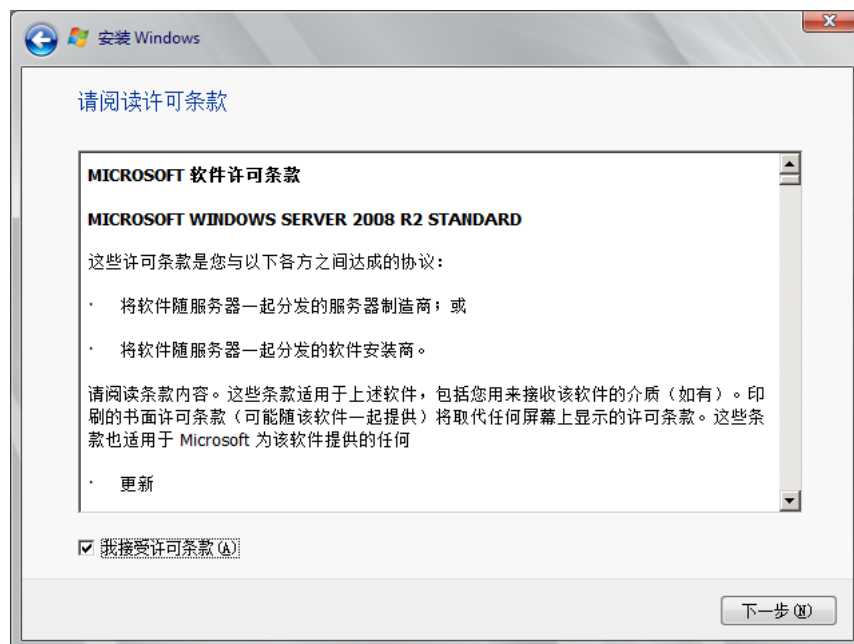 安装 Windows
请阅读许可条款
MICROSOFT 软件许可条款
MICROSOFT WINDOWS SERVER 2008 R2 STANDARD
这些许可条款是您与以下各方之间达成的协议：
· 将软件随服务器一起分发的服务器制造商；或
· 将软件随服务器一起分发的软件安装商。
请阅读条款内容。这些条款适用于上述软件，包括您用来接收该软件的介质（如有）。印
刷的书面许可条款（可能随该软件一起提供）将取代任何屏幕上显示的许可条款。这些条
款也适用于 Microsoft 为该软件提供的任何
· 更新
我接受许可条款(A)
下一步(N)